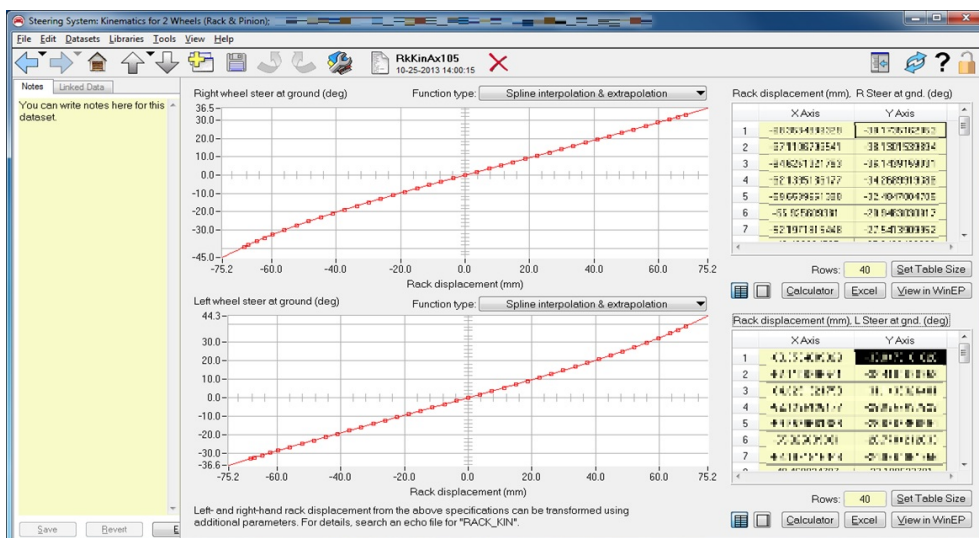 Steering System: Kinematics for 2 Wheels (Rack & Pinion);
File Edit Datasets Libraries Tools View Help
RkKinAx105
10-25-2013 14:00:15
Notes Linked Data
You can write notes here for this
dataset.
Save Revert E
Right wheel steer at ground (deg) Function type: Spline interpolation & extrapolation
36.5
30.0
20.0
10.0
0.0
-10.0
-20.0
-30.0
-45.0
-75.2 -60.0 -40.0 -20.0 0.0 20.0 40.0 60.0 75.2
Rack displacement (mm)
Left wheel steer at ground (deg) Function type: Spline interpolation & extrapolation
44.3
30.0
20.0
10.0
0.0
-10.0
-20.0
-30.0
-36.6
-75.2 -60.0 -40.0 -20.0 0.0 20.0 40.0 60.0 75.2
Rack displacement (mm)
Left- and right-hand rack displacement from the above specifications can be transformed using
additional parameters. For details, search an echo file for "RACK_KIN".
Rack displacement (mm), R Steer at gnd. (deg)
X Axis Y Axis
1
2
3
4
5
6
7
Rows: 40 Set Table Size
Calculator Excel View in WinEP
Rack displacement (mm), L Steer at gnd. (deg)
X Axis Y Axis
1
2
3
4
5
6
7
Rows: 40 Set Table Size
Calculator Excel View in WinEP